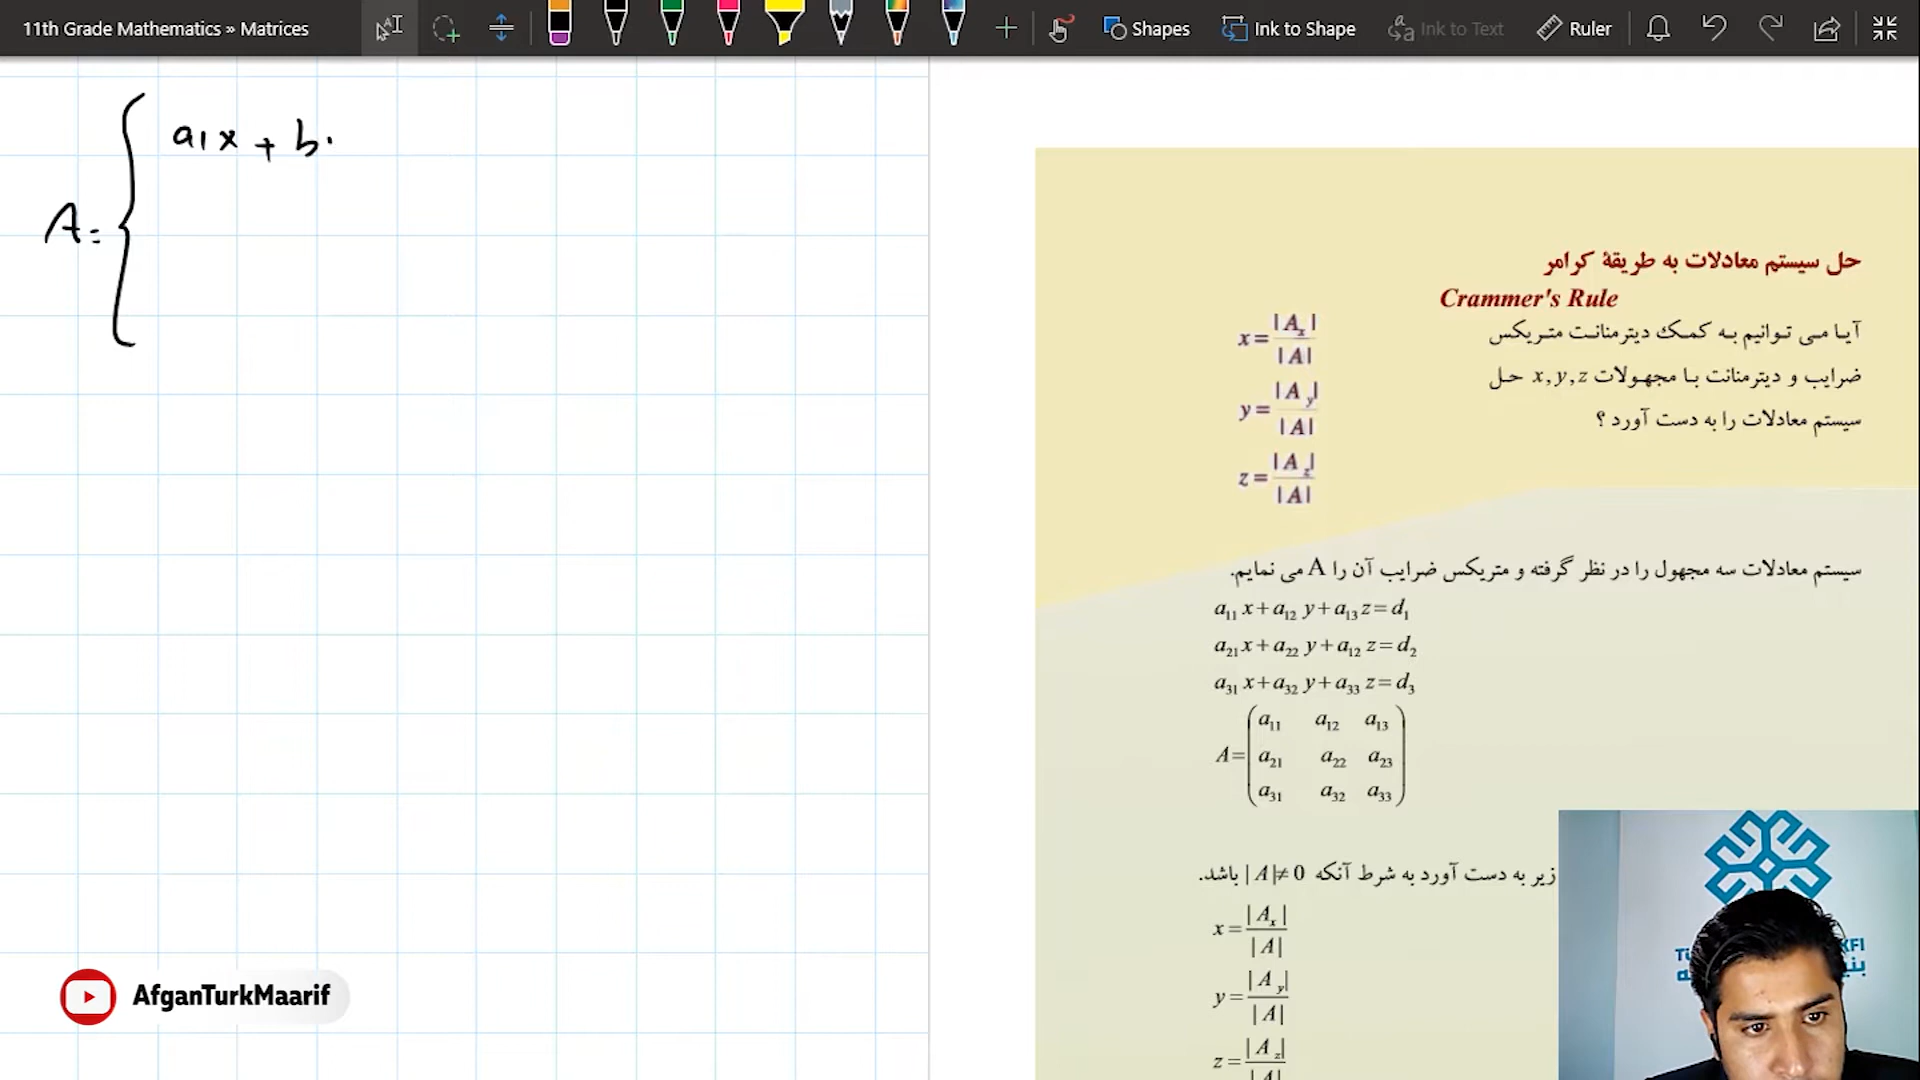 11th Grade Mathematics » Matrices
Shapes
Ink to Shape
Ink to Text
Ruler
A = { a₁x + b
حل سیستم معادلات به طریقۀ کرامر
Crammer's Rule
آیا می توانیم به کمک دیترمنانت متریکس
ضرایب و دیترمنانت با مجهولات x, y, z حل
سیستم معادلات را به دست آورد ؟
x = |Aₓ| / |A|
y = |A_y| / |A|
z = |A_z| / |A|
سیستم معادلات سه مجهول را در نظر گرفته و متریکس ضرایب آن را A می نمایم.
a₁₁ x + a₁₂ y + a₁₃ z = d₁
a₂₁ x + a₂₂ y + a₁₂ z = d₂
a₃₁ x + a₃₂ y + a₃₃ z = d₃
A = ( a₁₁ a₁₂ a₁₃
a₂₁ a₂₂ a₂₃
a₃₁ a₃₂ a₃₃ )
زیر به دست آورد به شرط آنکه |A| ≠ 0 باشد.
x = |Aₓ| / |A|
y = |A_y| / |A|
z = |A_z| / |A|
AfganTurkMaarif